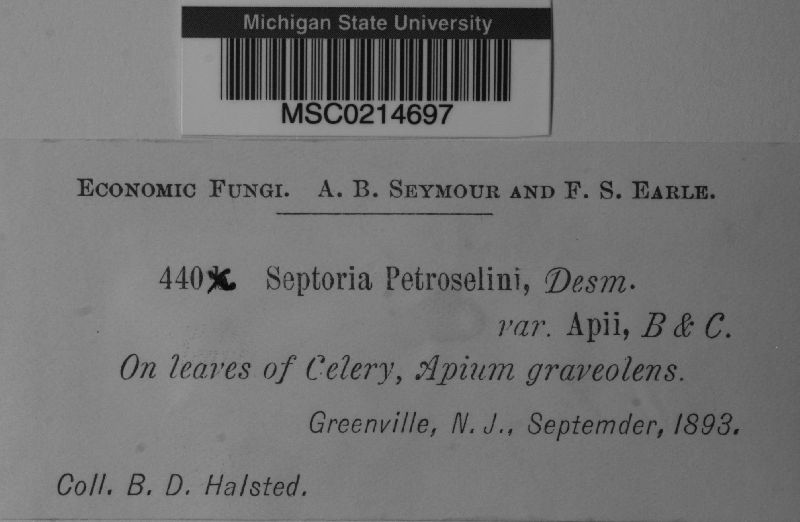 Michigan State University
MSC0214697
Economic Fungi. A. B. Seymour and F. S. Earle.
440 Septoria Petroselini, Desm.
var. Apii, B & C.
On leaves of Celery, Apium graveolens.
Greenville, N. J., Septemder, 1893.
Coll. B. D. Halsted.